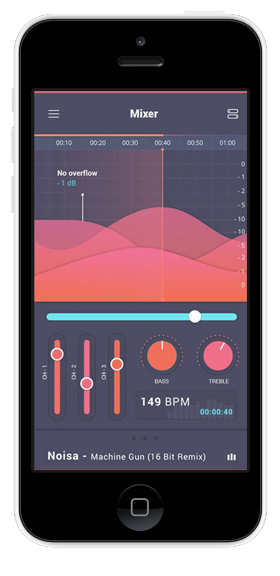 Mixer
00:10 00:20 00:30 00:40 00:50 01:00
No overflow
- 1 dB
0
- 1
- 2
- 5
- 10
- 10
- 5
- 2
- 1
0
CH - 1
CH - 2
CH - 3
BASS
TREBLE
149 BPM
00:00:40
Noisa - Machine Gun (16 Bit Remix)